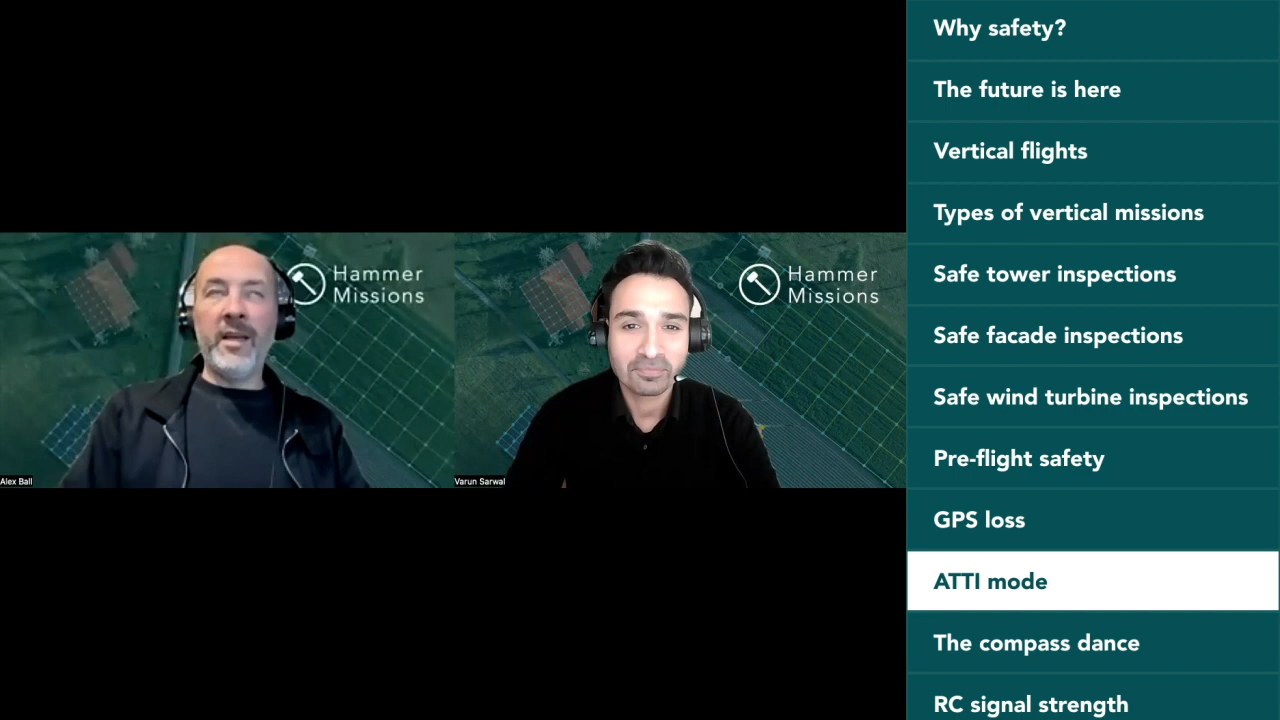 Hammer
Missions
Alex Ball
Hammer
Missions
Varun Sarwal
Why safety?
The future is here
Vertical flights
Types of vertical missions
Safe tower inspections
Safe facade inspections
Safe wind turbine inspections
Pre-flight safety
GPS loss
ATTI mode
The compass dance
RC signal strength